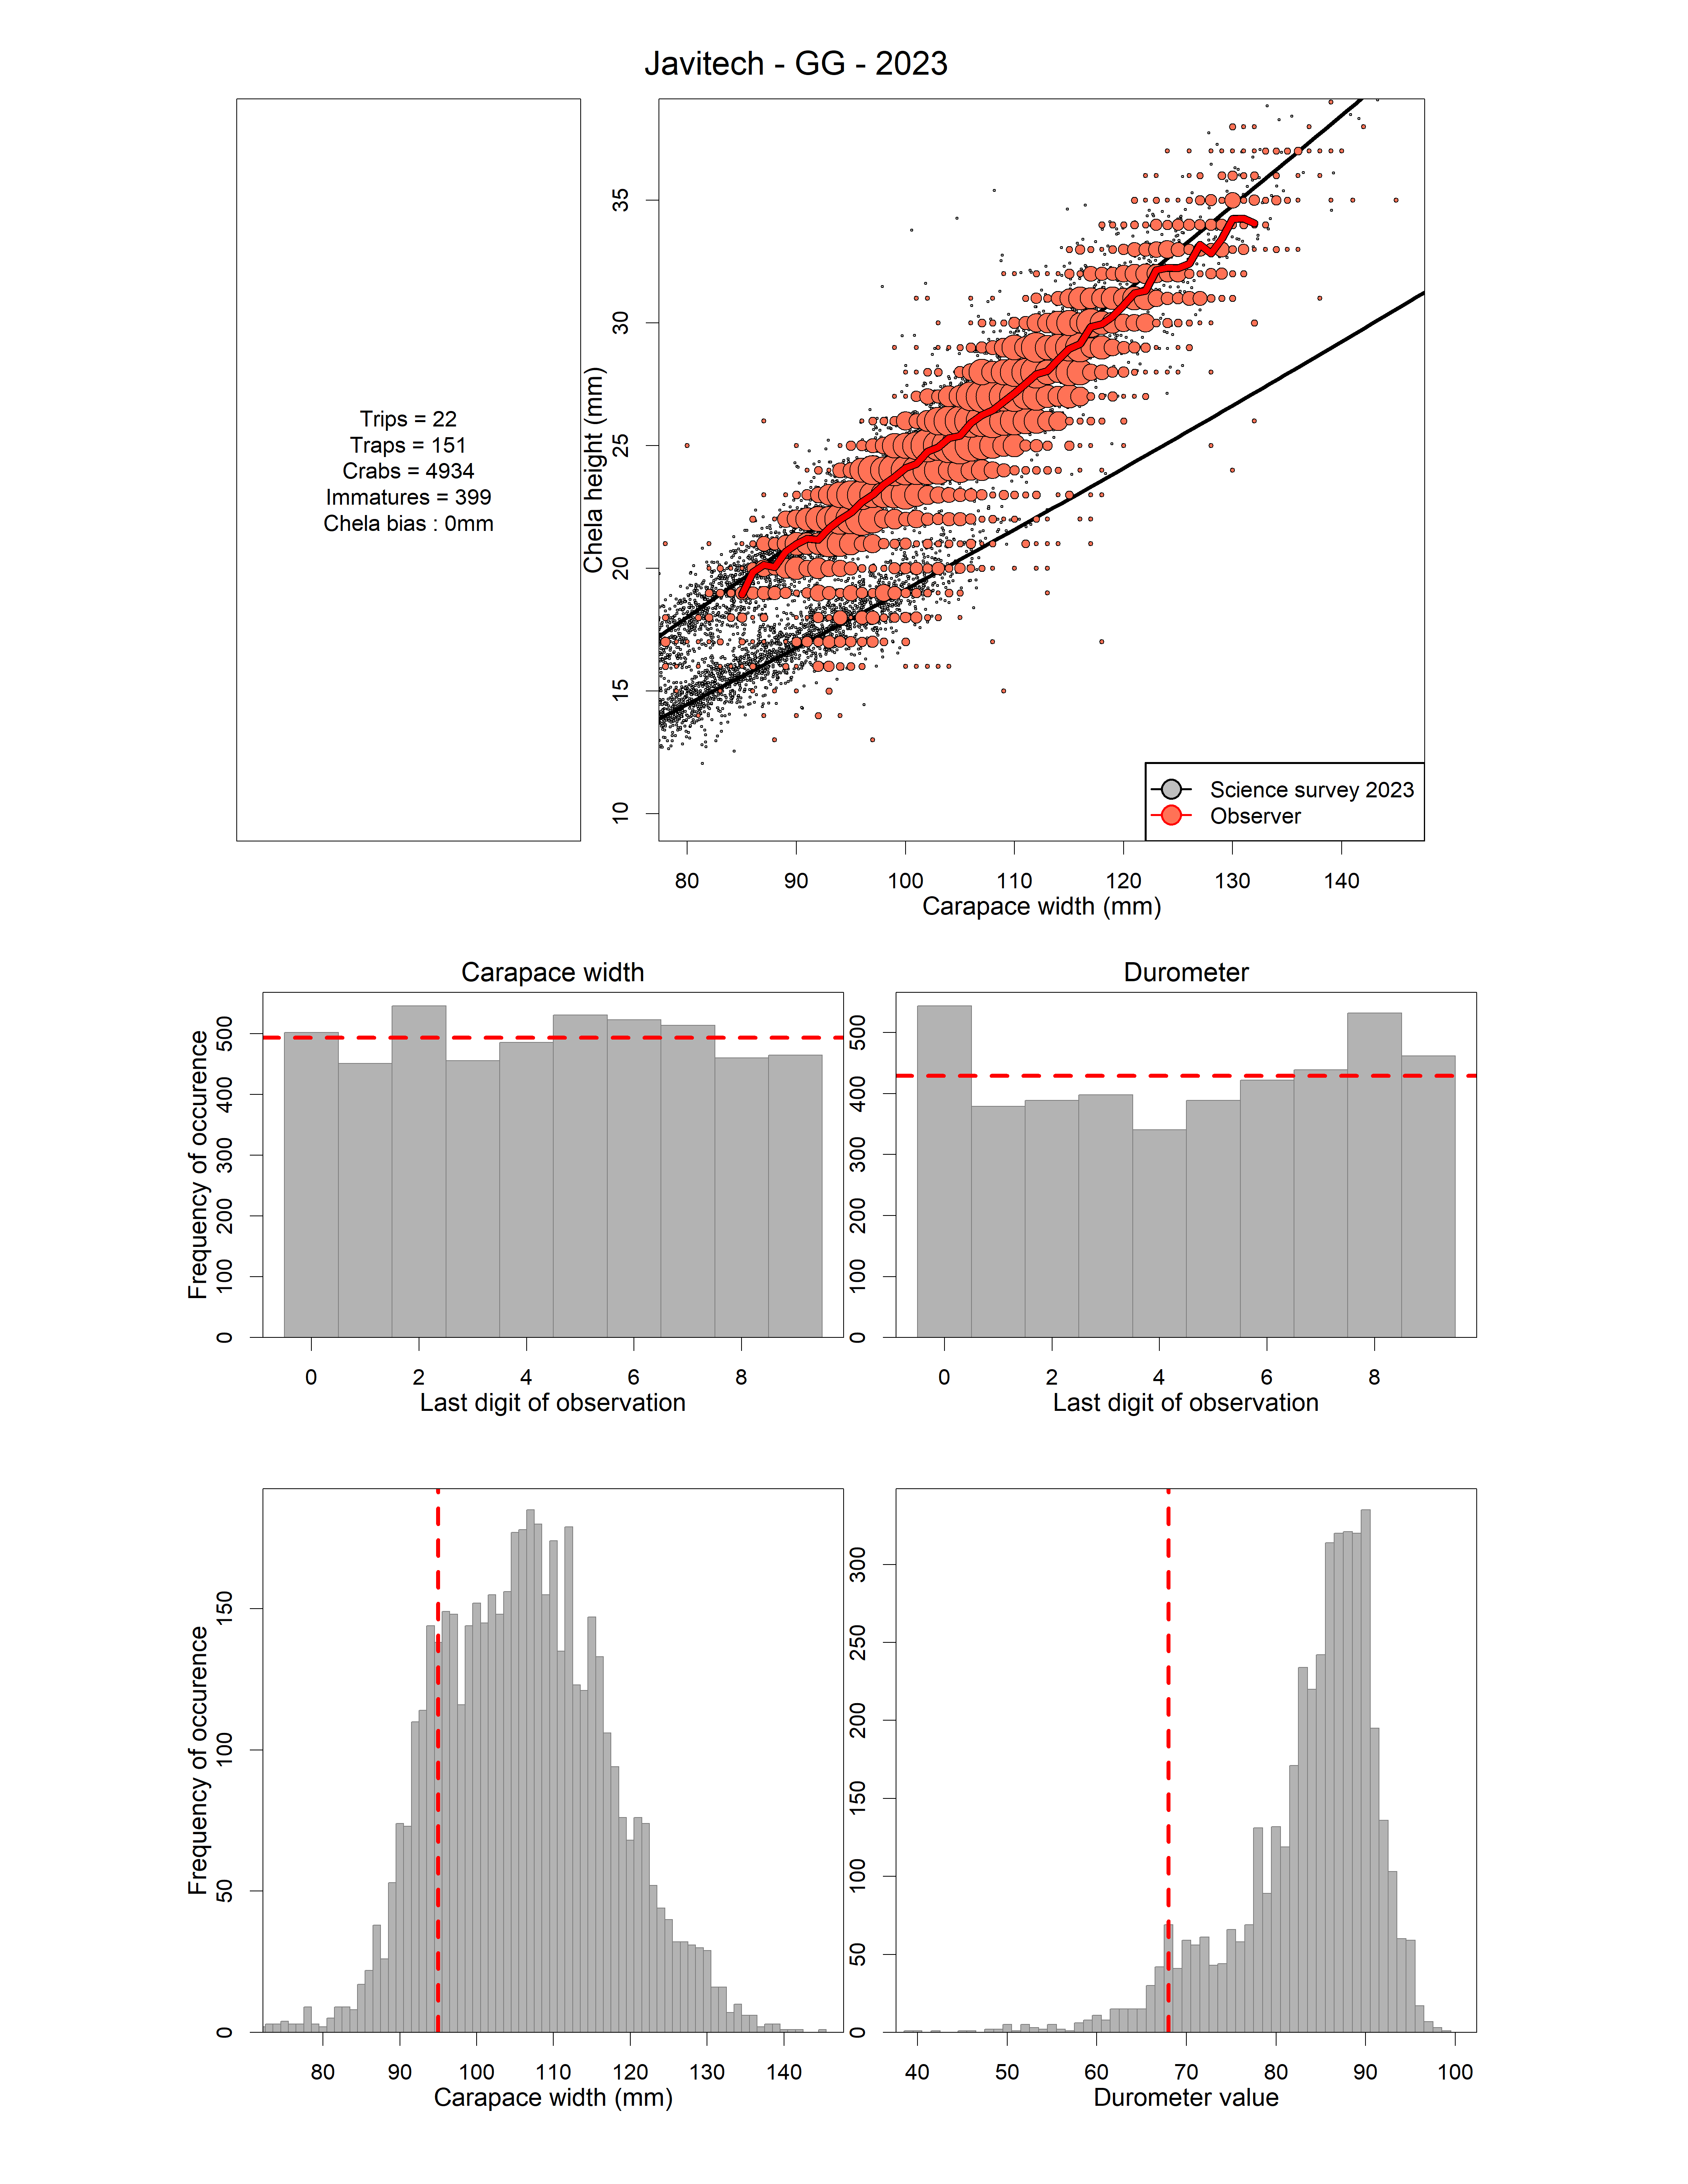 Javitech - GG - 2023
Trips = 22
Traps = 151
Crabs = 4934
Immatures = 399
Chela bias : 0mm
Chela height (mm)
35
30
25
20
15
10
Science survey 2023
Observer
80 90 100 110 120 130 140
Carapace width (mm)
Carapace width
Frequency of occurence
500
400
300
200
100
0
0 2 4 6 8
Last digit of observation
Durometer
500
400
300
200
100
0
0 2 4 6 8
Last digit of observation
Frequency of occurence
150
100
50
0
80 90 100 110 120 130 140
Carapace width (mm)
300
250
200
150
100
50
0
40 50 60 70 80 90 100
Durometer value